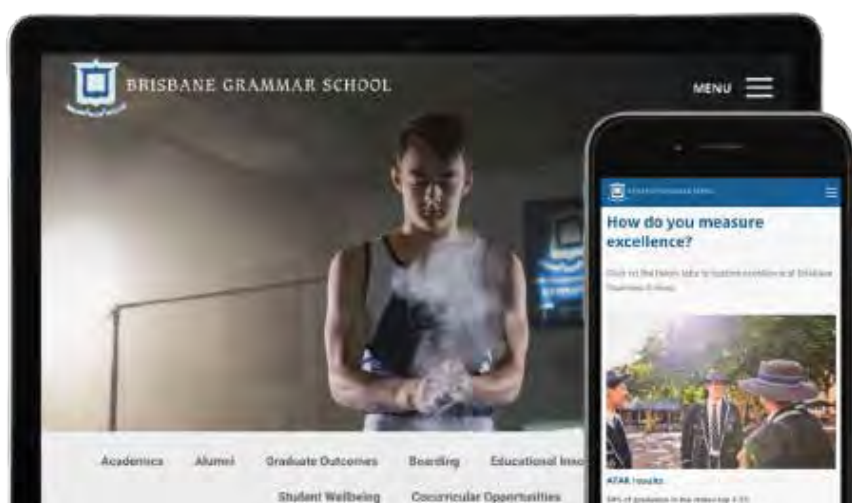 BRISBANE GRAMMAR SCHOOL
MENU
Academics Alumni Graduate Outcomes Boarding Educational
Student Wellbeing Cocurricular Opportunities
How do you measure
excellence?
ATAR results